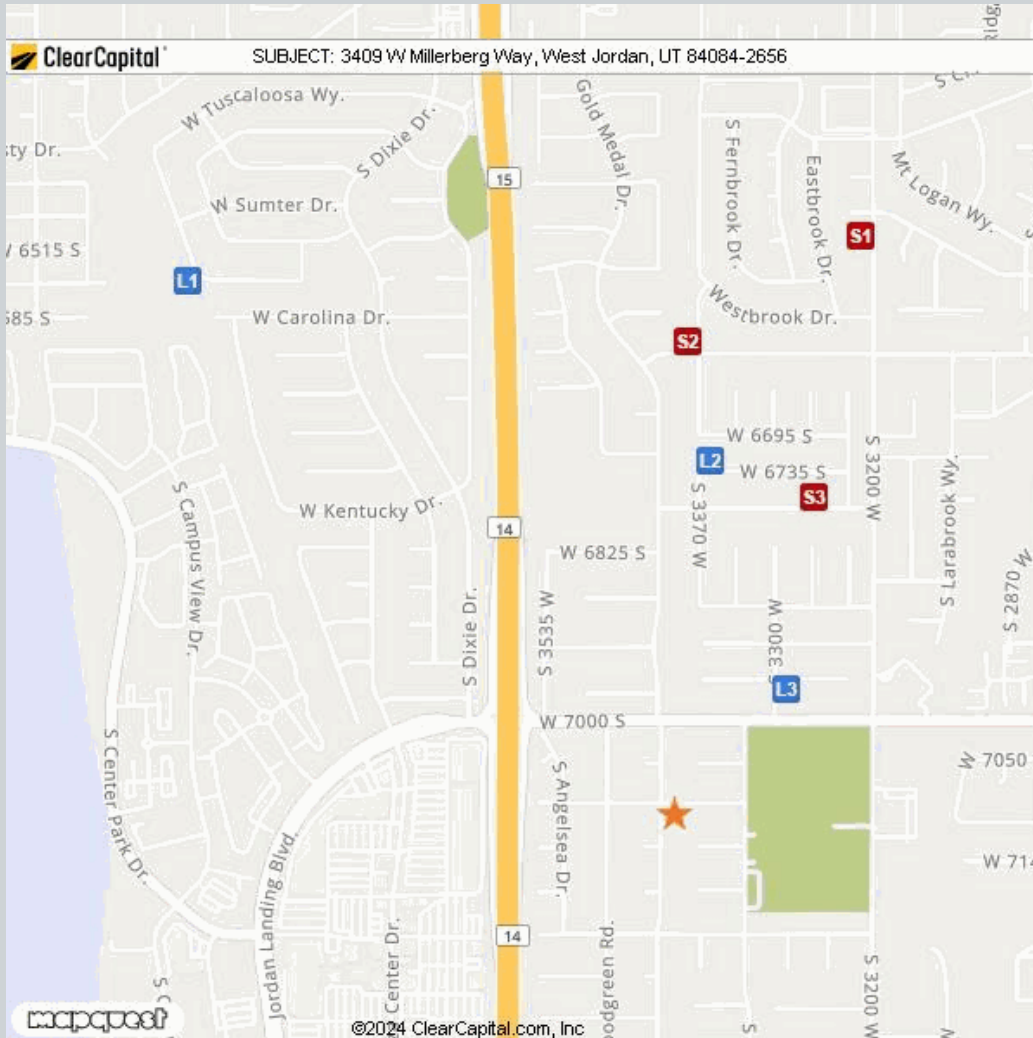 ClearCapital
SUBJECT: 3409 W Millerberg Way, West Jordan, UT 84084-2656
W Tuscaloosa Wy.
S Dixie Dr.
Gold Medal Dr.
S Fernbrook Dr.
Eastbrook Dr.
Mt Logan Wy.
sty Dr.
15
W Sumter Dr.
S1
W 6515 S
L1
585 S
W Carolina Dr.
Westbrook Dr.
S2
W 6695 S
L2
W 6735 S
S3
S 3200 W
S Campus View Dr.
W Kentucky Dr.
S 3370 W
S Larabrook Wy.
14
W 6825 S
S 2870 W
S Dixie Dr.
S 3535 W
S 3300 W
L3
W 7000 S
S Center Park Dr.
W 7050
S Angelsea Dr.
Jordan Landing Blvd.
W 714
14
Center Dr.
odgreen Rd.
S 3200 W
S C
S
W
mapquest
©2024 ClearCapital.com, Inc